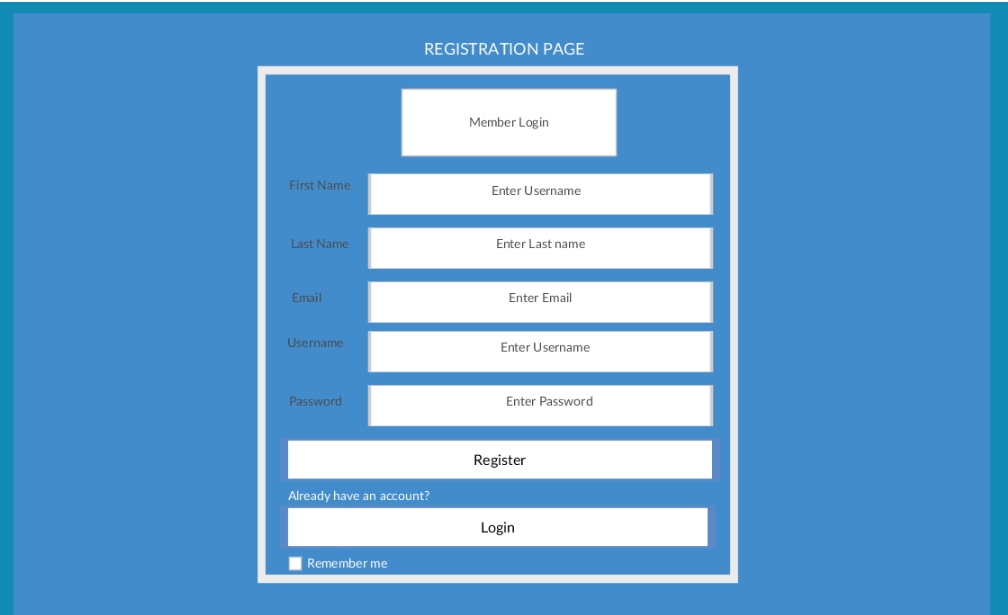 REGISTRATION PAGE
Member Login
First Name
Enter Username
Last Name
Enter Last name
Email
Enter Email
Username
Enter Username
Password
Enter Password
Register
Already have an account?
Login
Remember me